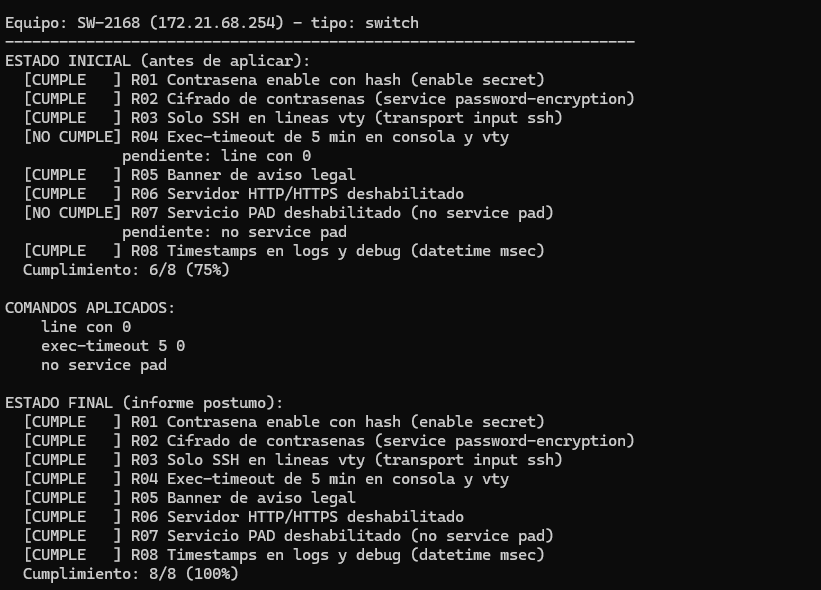 Equipo: SW-2168 (172.21.68.254) - tipo: switch
----------------------------------------------------------------------
ESTADO INICIAL (antes de aplicar):
  [CUMPLE   ] R01 Contrasena enable con hash (enable secret)
  [CUMPLE   ] R02 Cifrado de contrasenas (service password-encryption)
  [CUMPLE   ] R03 Solo SSH en lineas vty (transport input ssh)
  [NO CUMPLE] R04 Exec-timeout de 5 min en consola y vty
             pendiente: line con 0
  [CUMPLE   ] R05 Banner de aviso legal
  [CUMPLE   ] R06 Servidor HTTP/HTTPS deshabilitado
  [NO CUMPLE] R07 Servicio PAD deshabilitado (no service pad)
             pendiente: no service pad
  [CUMPLE   ] R08 Timestamps en logs y debug (datetime msec)
  Cumplimiento: 6/8 (75%)

COMANDOS APLICADOS:
    line con 0
    exec-timeout 5 0
    no service pad

ESTADO FINAL (informe postumo):
  [CUMPLE   ] R01 Contrasena enable con hash (enable secret)
  [CUMPLE   ] R02 Cifrado de contrasenas (service password-encryption)
  [CUMPLE   ] R03 Solo SSH en lineas vty (transport input ssh)
  [CUMPLE   ] R04 Exec-timeout de 5 min en consola y vty
  [CUMPLE   ] R05 Banner de aviso legal
  [CUMPLE   ] R06 Servidor HTTP/HTTPS deshabilitado
  [CUMPLE   ] R07 Servicio PAD deshabilitado (no service pad)
  [CUMPLE   ] R08 Timestamps en logs y debug (datetime msec)
  Cumplimiento: 8/8 (100%)